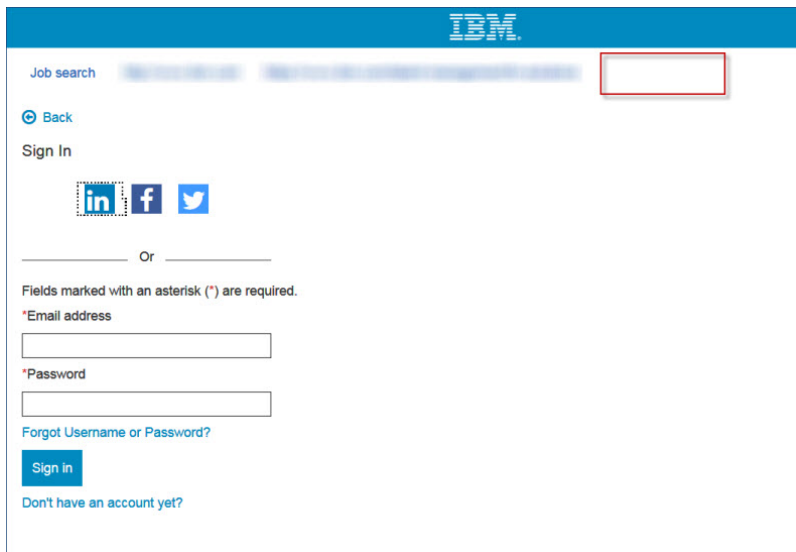 IBM.
Job search
Back
Sign In
in f
Or
Fields marked with an asterisk (*) are required.
*Email address
*Password
Forgot Username or Password?
Sign in
Don't have an account yet?